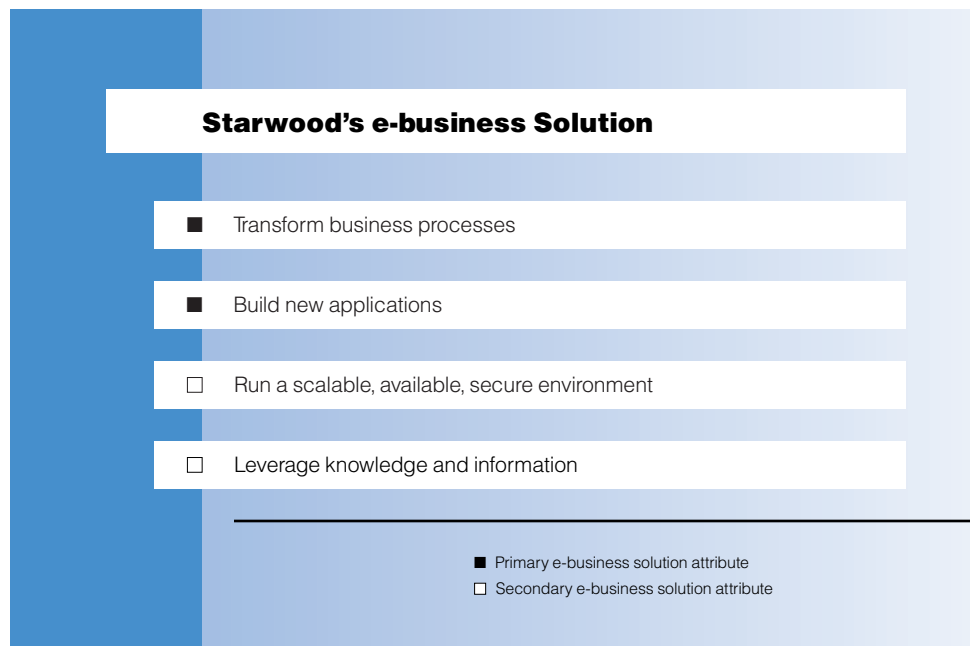 Starwood’s e-business Solution
■ Transform business processes
■ Build new applications
□ Run a scalable, available, secure environment
□ Leverage knowledge and information
■ Primary e-business solution attribute
□ Secondary e-business solution attribute